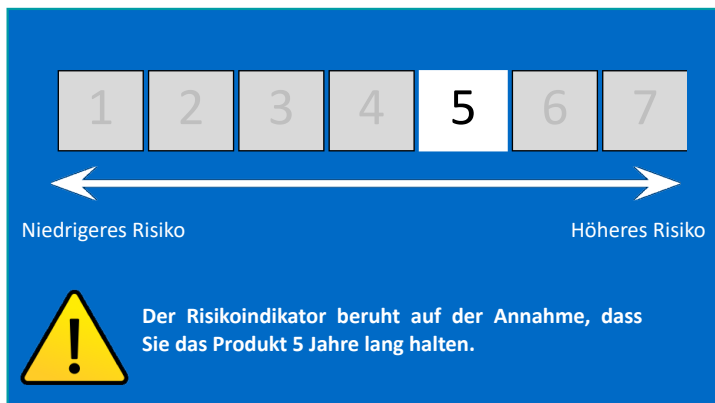 1 2 3 4 5 6 7
Niedrigeres Risiko Höheres Risiko
Der Risikoindikator beruht auf der Annahme, dass
Sie das Produkt 5 Jahre lang halten.